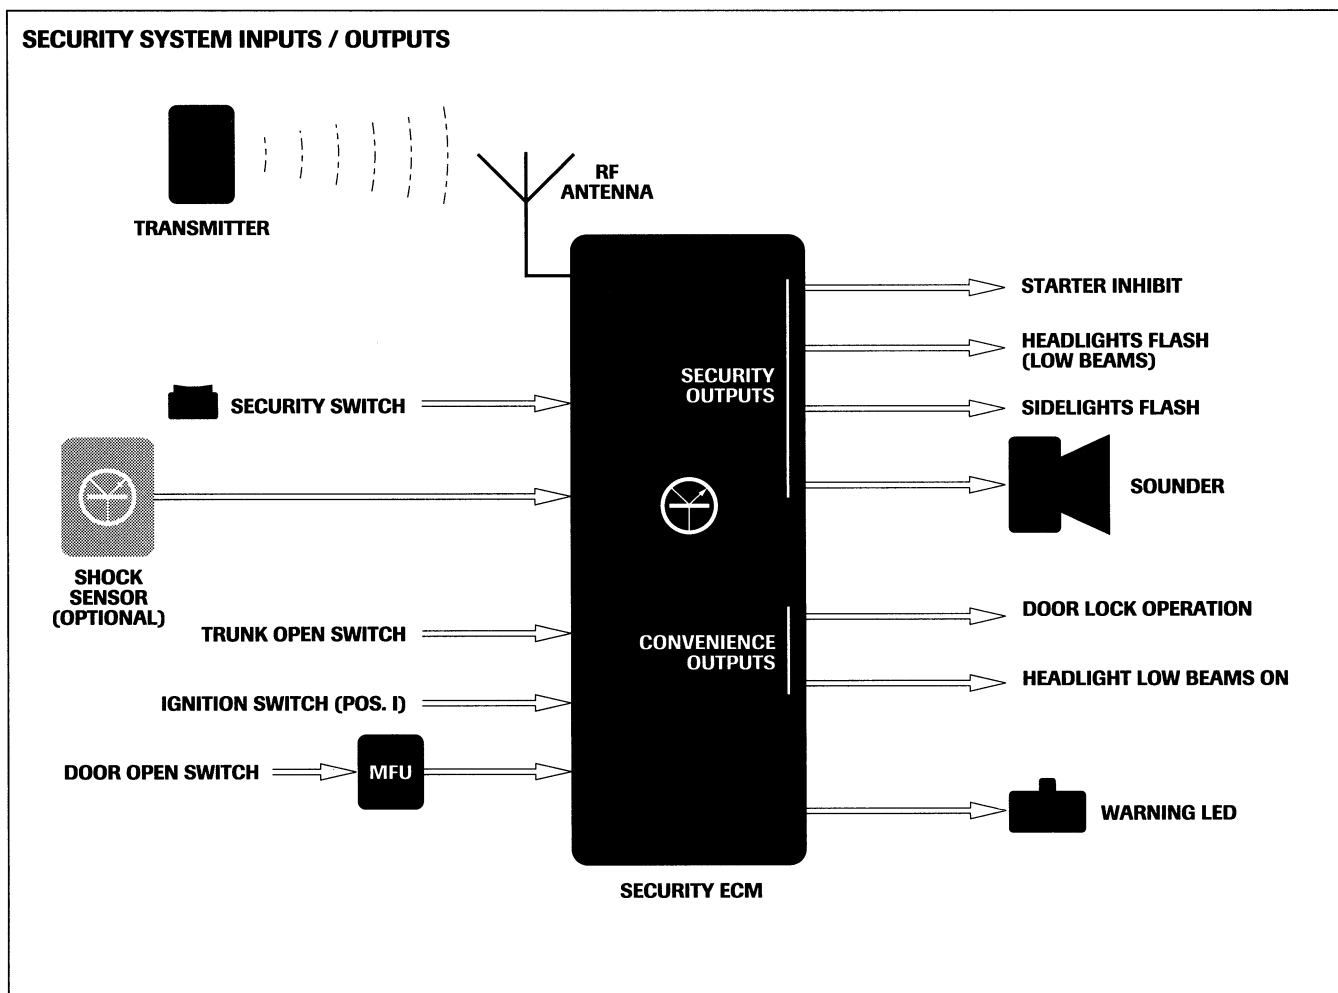 SECURITY SYSTEM INPUTS / OUTPUTS
TRANSMITTER
RF
ANTENNA
SECURITY SWITCH
SHOCK
SENSOR
(OPTIONAL)
TRUNK OPEN SWITCH
IGNITION SWITCH (POS. I)
DOOR OPEN SWITCH
MFU
SECURITY
OUTPUTS
CONVENIENCE
OUTPUTS
SECURITY ECM
STARTER INHIBIT
HEADLIGHTS FLASH
(LOW BEAMS)
SIDELIGHTS FLASH
SOUNDER
DOOR LOCK OPERATION
HEADLIGHT LOW BEAMS ON
WARNING LED